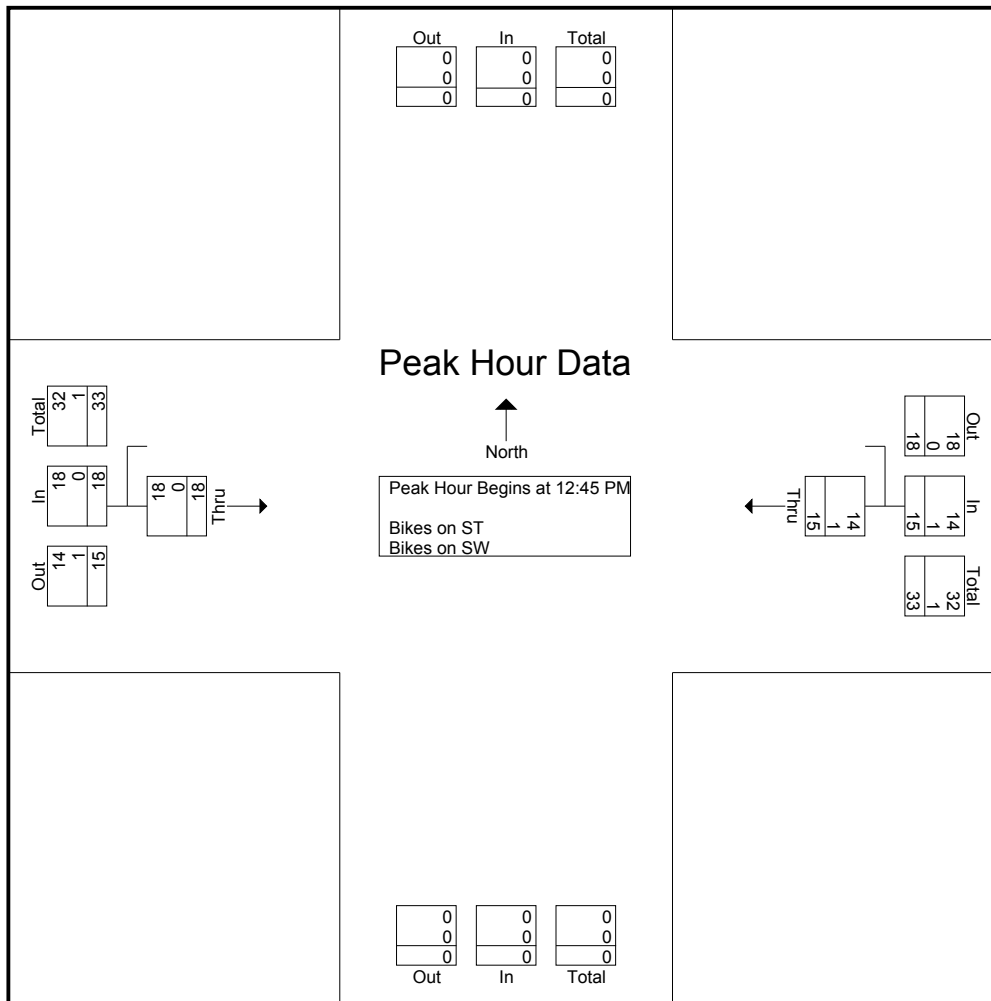 Out In Total
0 0 0
0 0 0
0 0 0
Peak Hour Data
North
Peak Hour Begins at 12:45 PM
Bikes on ST
Bikes on SW
Total
32
1
33
In
18
0
18
Out
14
1
15
18
0
18
Thru
Thru
14
1
15
Out
18
0
18
In
14
1
15
Total
32
1
33
0 0 0
0 0 0
0 0 0
Out In Total